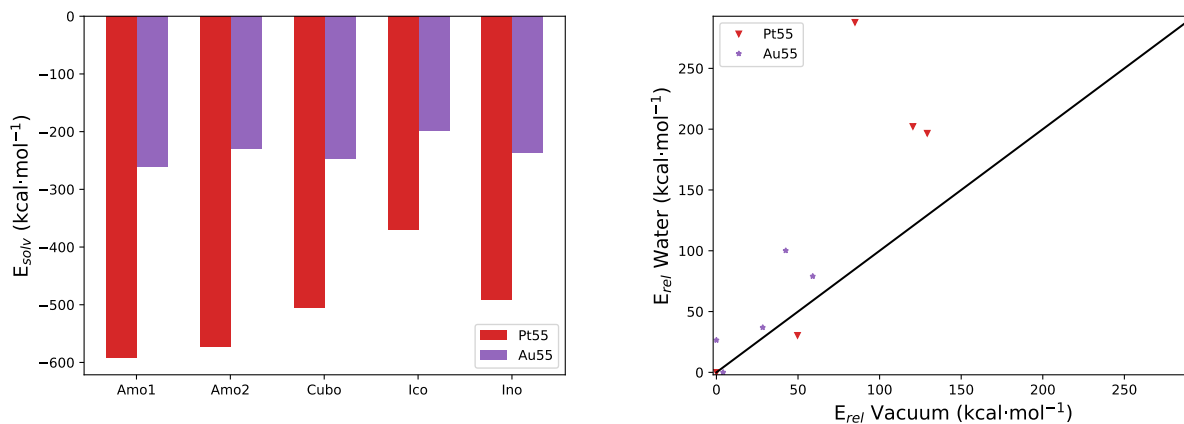 0
−100
−200
−300
−400
−500
−600
E_solv (kcal·mol⁻¹)
Amo1 Amo2 Cubo Ico Ino
Pt55
Au55
Pt55
Au55
250
200
150
100
50
0
E_rel Water (kcal·mol⁻¹)
0 50 100 150 200 250
E_rel Vacuum (kcal·mol⁻¹)